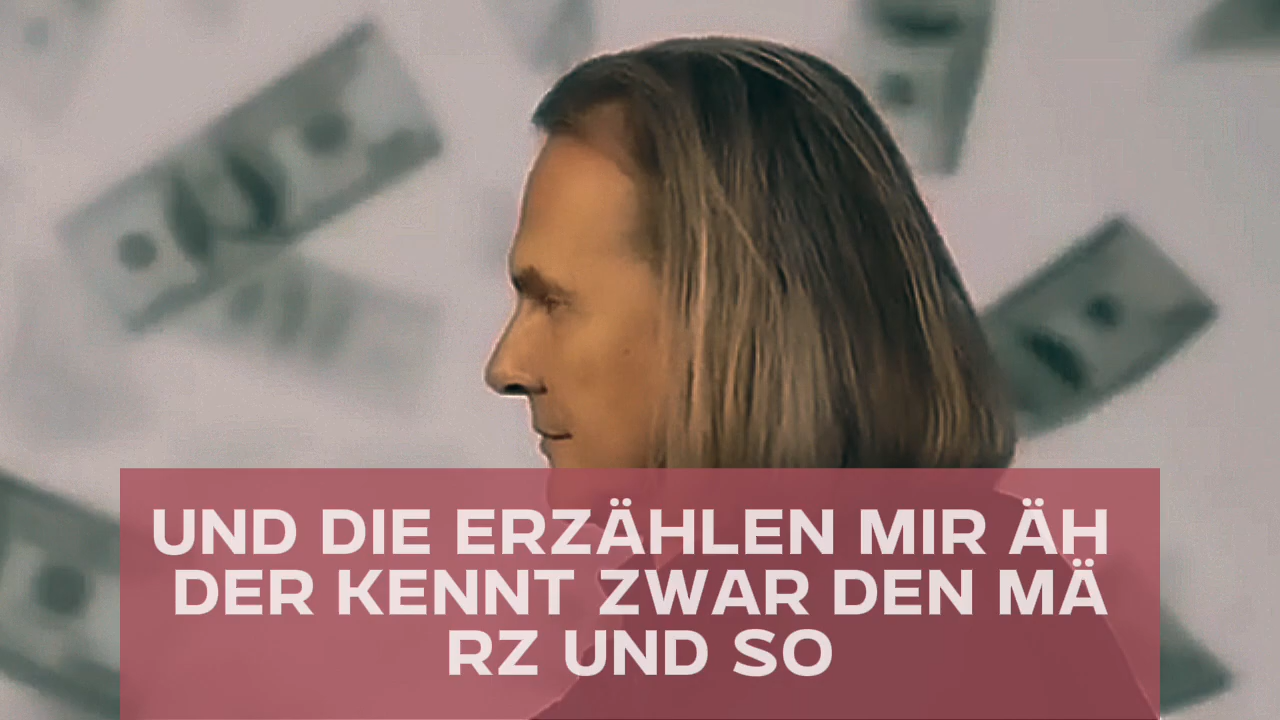 UND DIE ERZÄHLEN MIR ÄH
DER KENNT ZWAR DEN MÄ
RZ UND SO